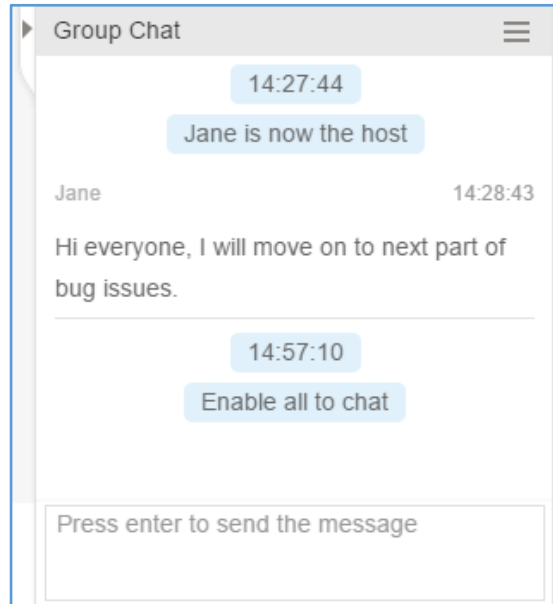 Group Chat
14:27:44
Jane is now the host
Jane 14:28:43
Hi everyone, I will move on to next part of
bug issues.
14:57:10
Enable all to chat
Press enter to send the message